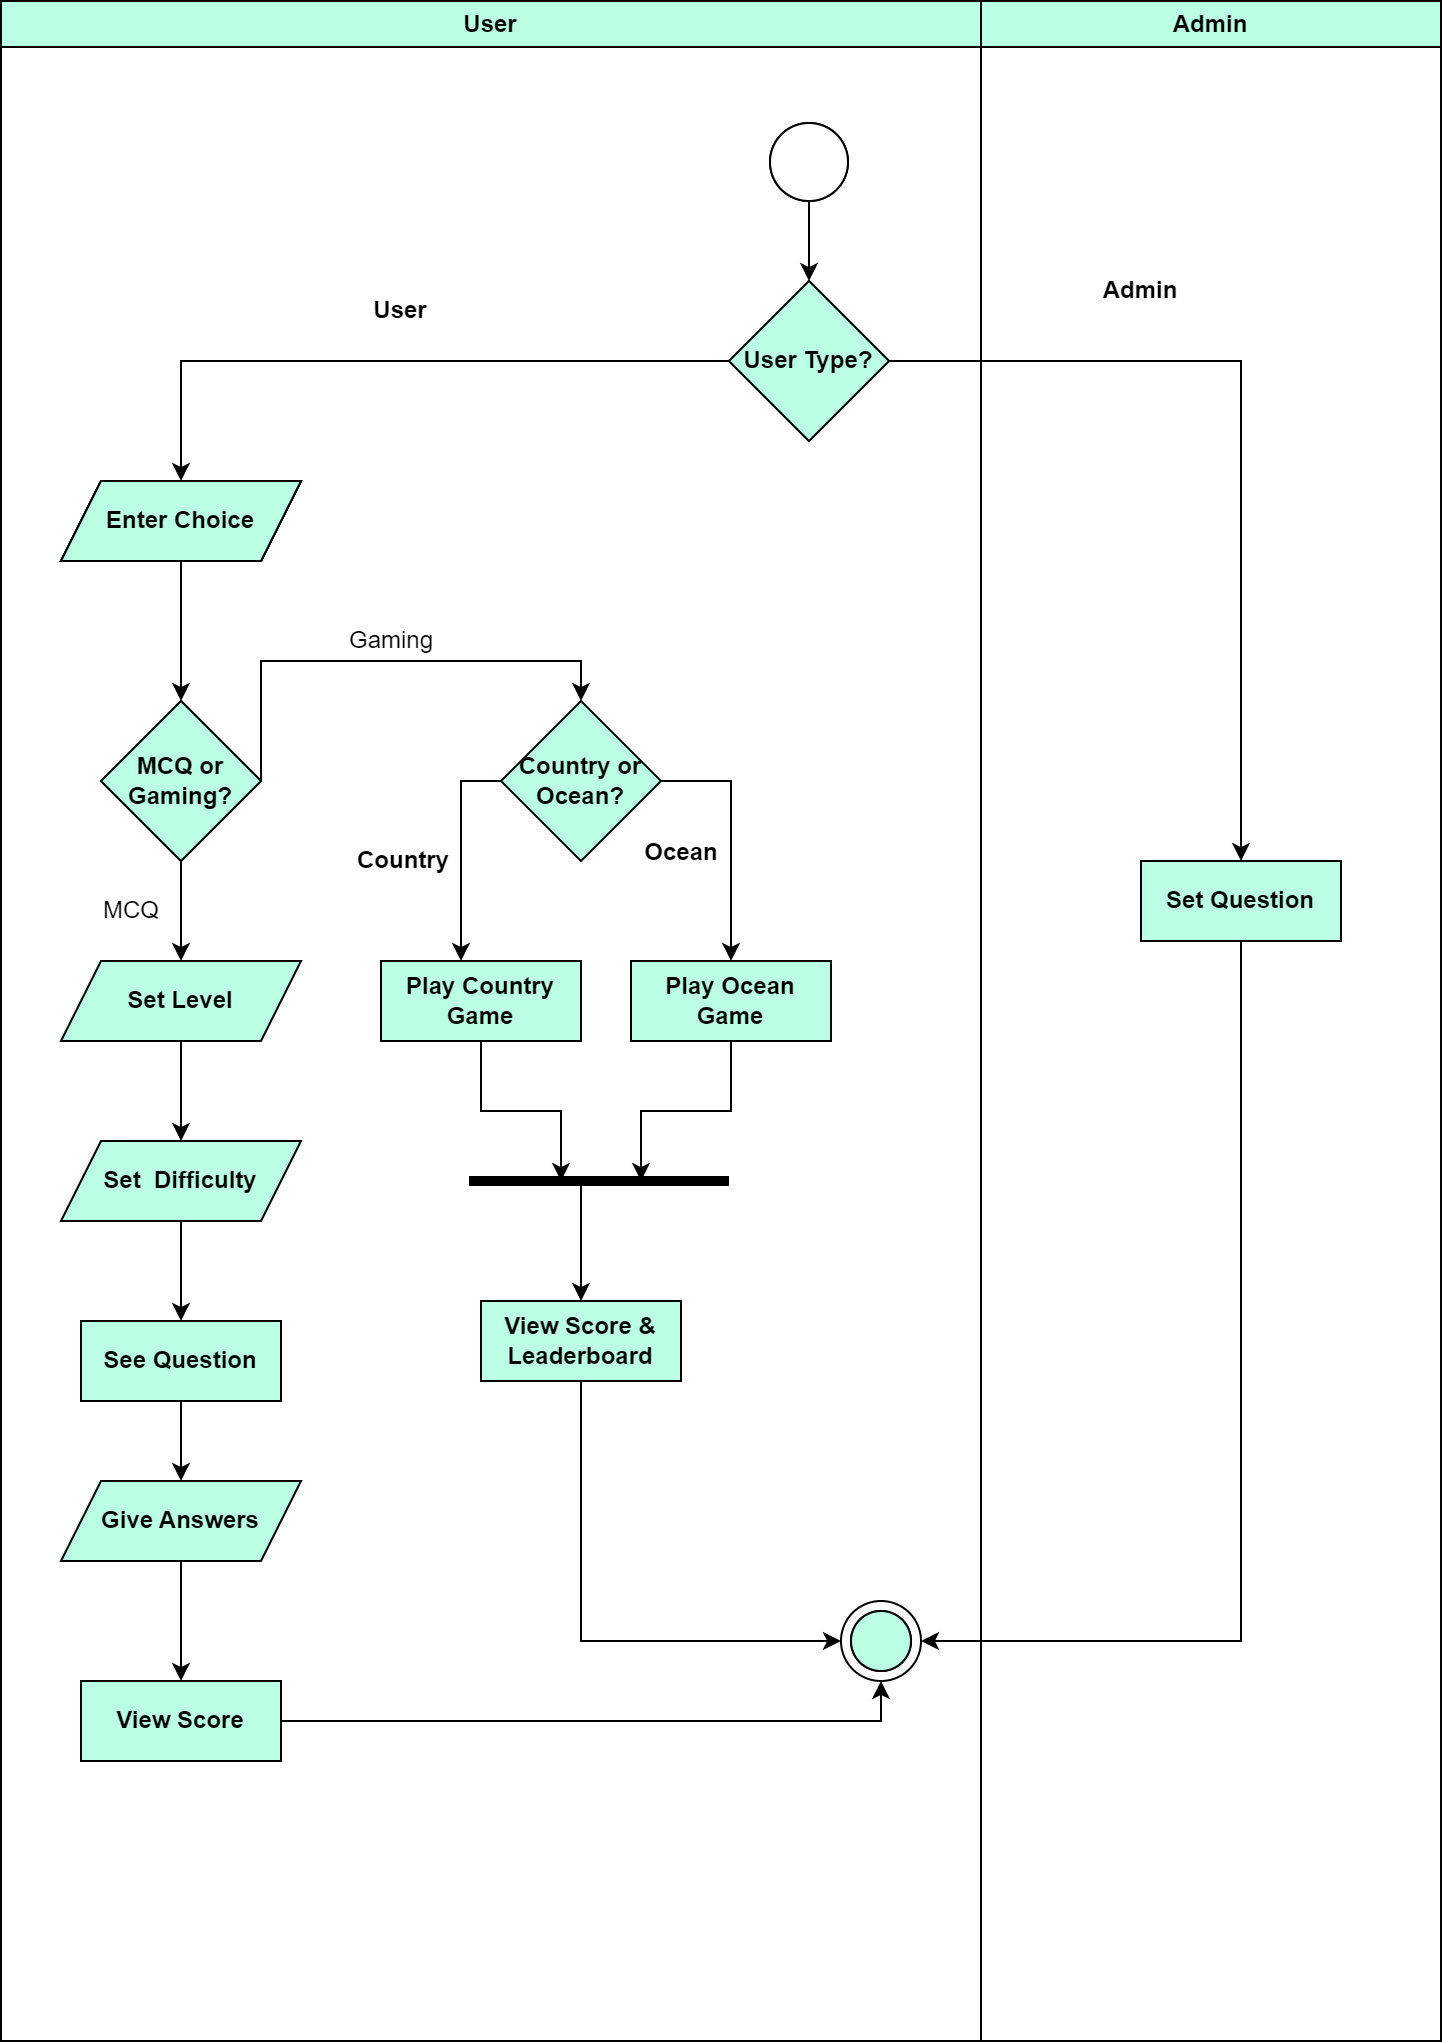 User
Admin
Admin
User
User Type?
Enter Choice
Gaming
MCQ or
Gaming?
Country or
Ocean?
Country
Ocean
Set Question
MCQ
Set Level
Play Country
Game
Play Ocean
Game
Set  Difficulty
View Score &
Leaderboard
See Question
Give Answers
View Score